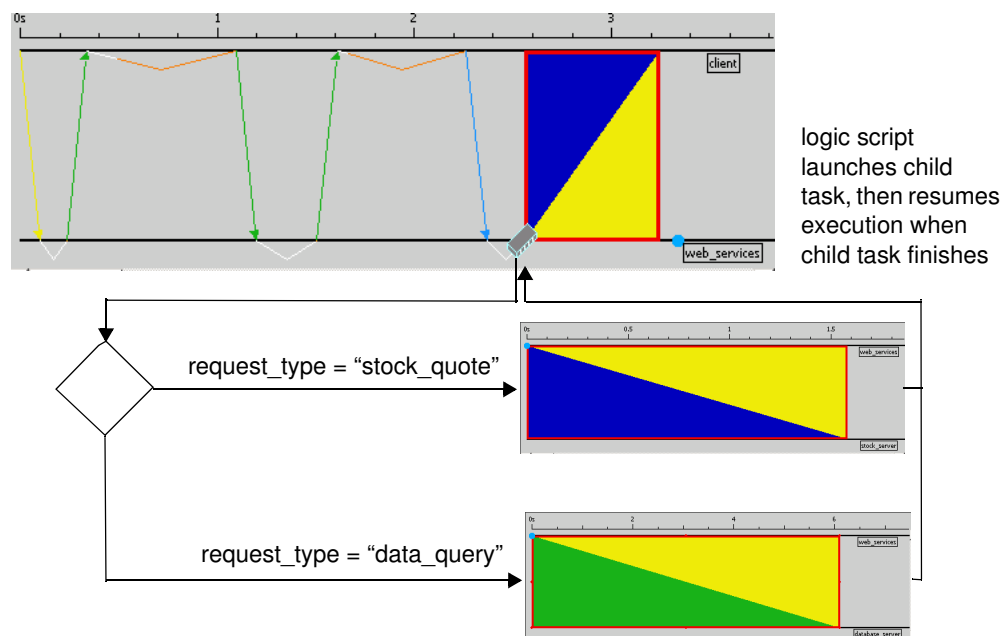 0s 1 2 3
client
logic script
launches child
task, then resumes
execution when
child task finishes
web_services
0s 0.5 1 1.5
request_type = “stock_quote”
web_services
stock_server
0s 2 4 6
request_type = “data_query”
web_services
database_server